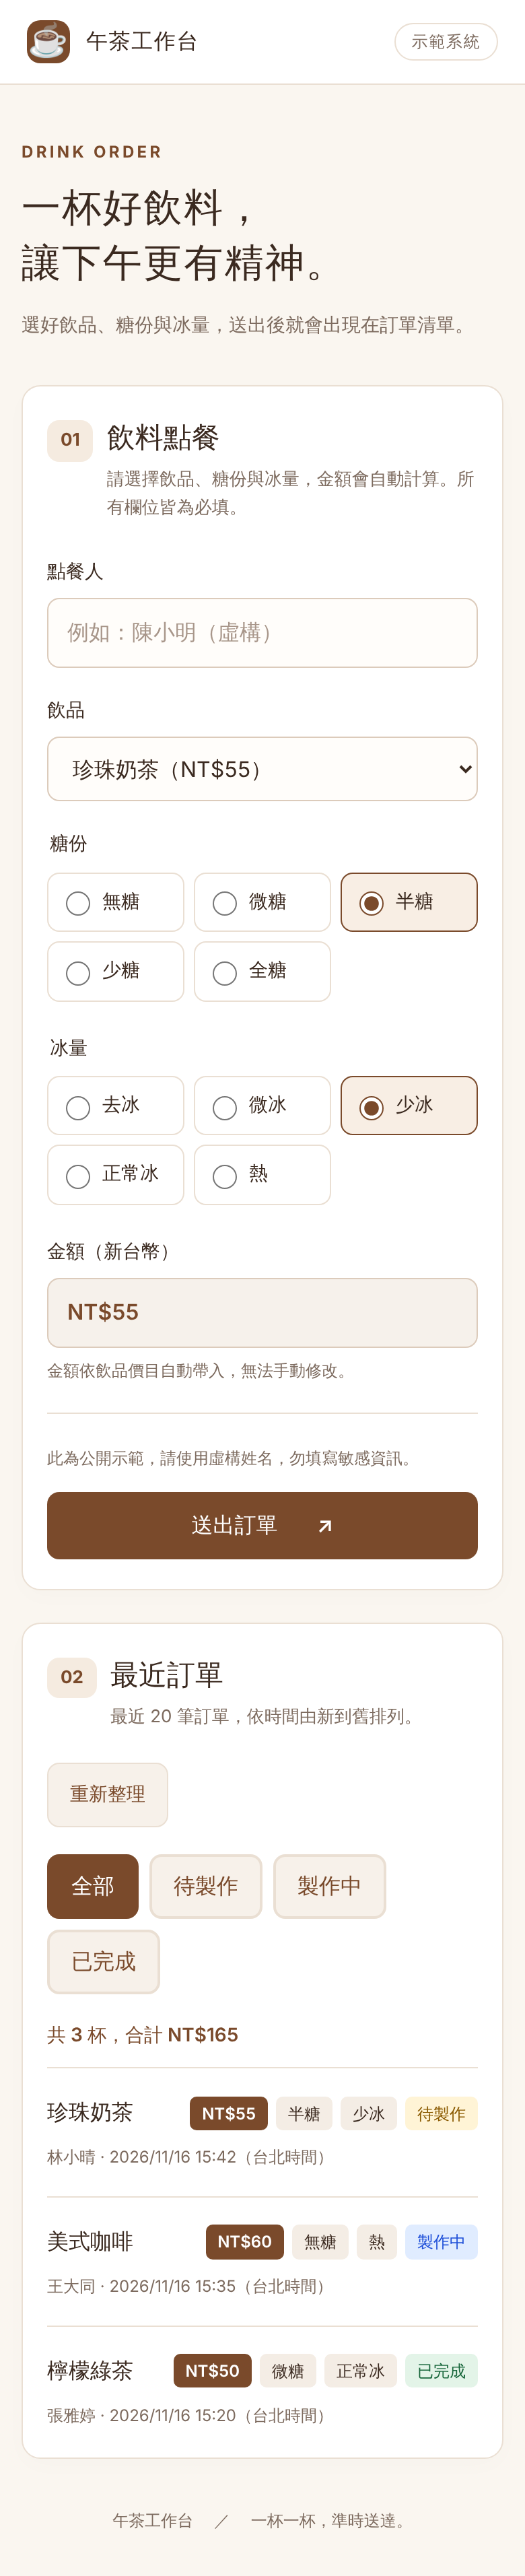 午茶工作台
示範系統
DRINK ORDER
一杯好飲料，
讓下午更有精神。
選好飲品、糖份與冰量，送出後就會出現在訂單清單。
01
飲料點餐
請選擇飲品、糖份與冰量，金額會自動計算。所
有欄位皆為必填。
點餐人
例如：陳小明（虛構）
飲品
珍珠奶茶（NT$55）
糖份
無糖
微糖
半糖
少糖
全糖
冰量
去冰
微冰
少冰
正常冰
熱
金額（新台幣）
NT$55
金額依飲品價目自動帶入，無法手動修改。
此為公開示範，請使用虛構姓名，勿填寫敏感資訊。
送出訂單 ↗
02
最近訂單
最近 20 筆訂單，依時間由新到舊排列。
重新整理
全部
待製作
製作中
已完成
共 3 杯，合計 NT$165
珍珠奶茶 NT$55 半糖 少冰 待製作
林小晴 · 2026/11/16 15:42（台北時間）
美式咖啡 NT$60 無糖 熱 製作中
王大同 · 2026/11/16 15:35（台北時間）
檸檬綠茶 NT$50 微糖 正常冰 已完成
張雅婷 · 2026/11/16 15:20（台北時間）
午茶工作台 ／ 一杯一杯，準時送達。